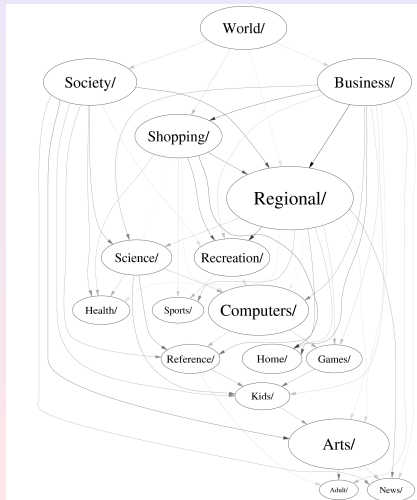 World/
Society/
Business/
Shopping/
Regional/
Science/
Recreation/
Health/
Sports/
Computers/
Reference/
Home/
Games/
Kids/
Arts/
Adult/
News/